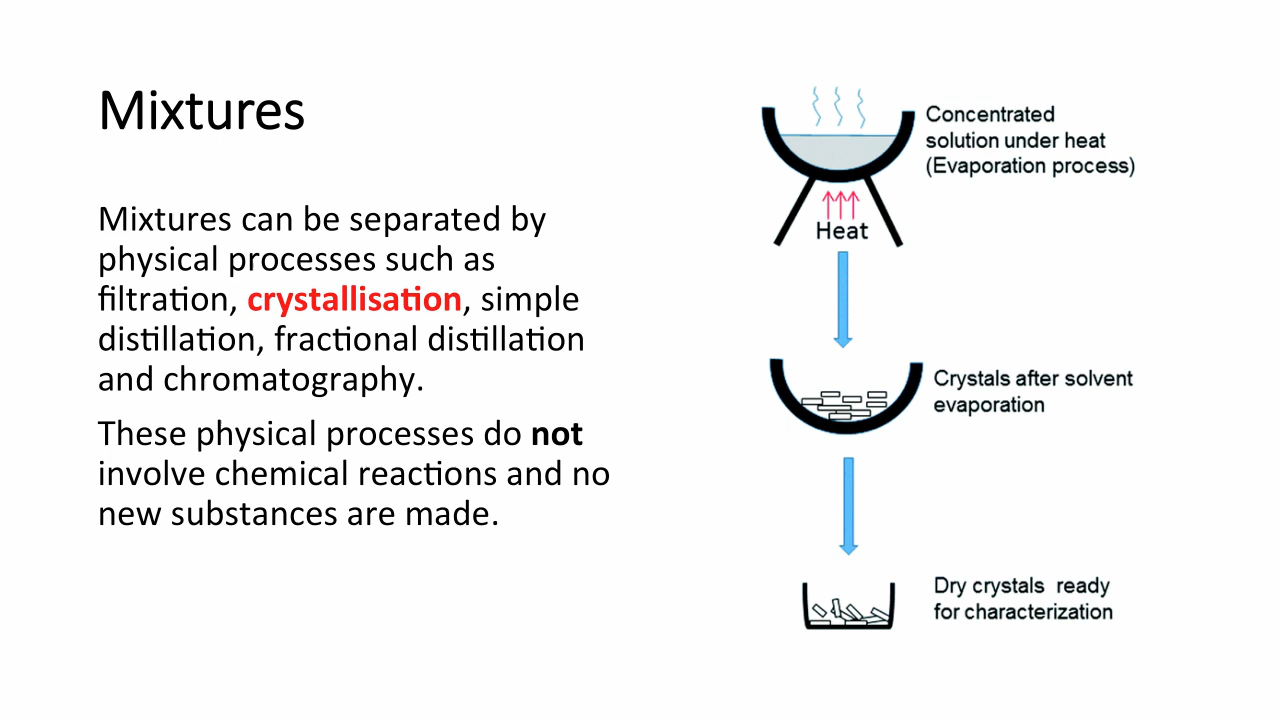 Mixtures
Mixtures can be separated by
physical processes such as
filtration, crystallisation, simple
distillation, fractional distillation
and chromatography.
These physical processes do not
involve chemical reactions and no
new substances are made.
Concentrated
solution under heat
(Evaporation process)
Heat
Crystals after solvent
evaporation
Dry crystals ready
for characterization